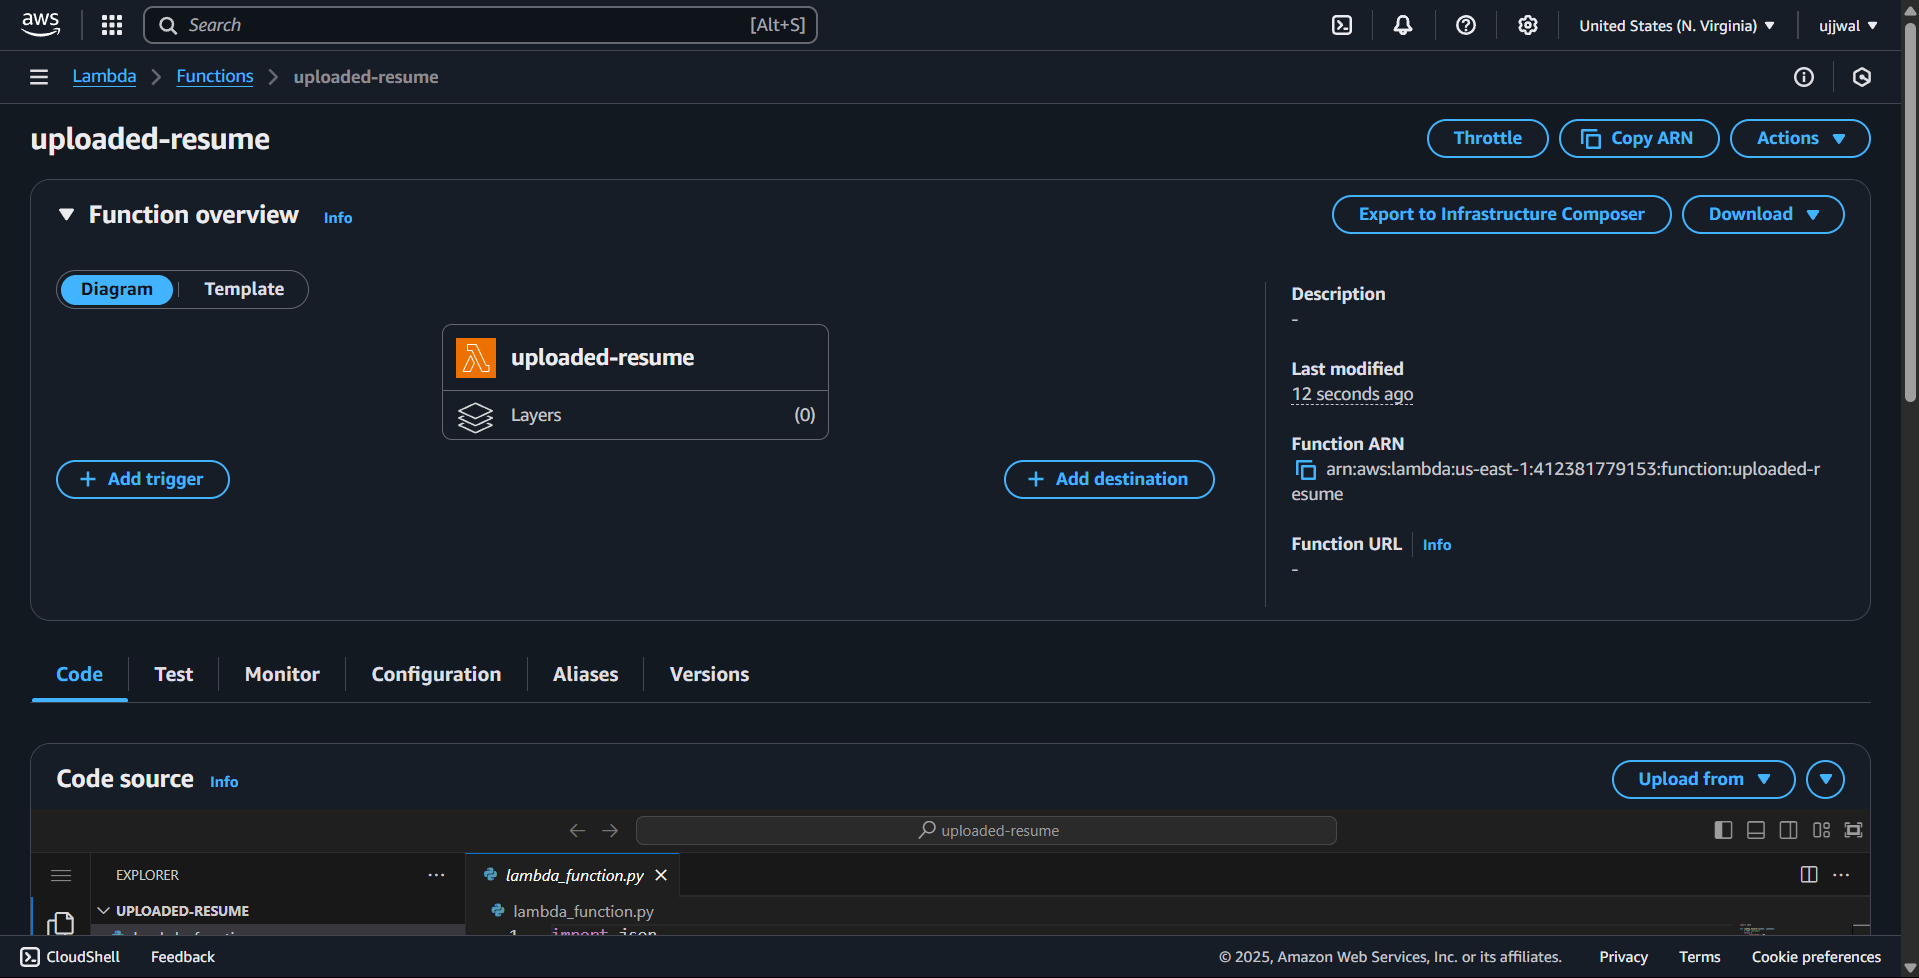 aws
Search [Alt+S]
United States (N. Virginia)
ujjwal
Lambda
Functions
uploaded-resume
uploaded-resume
Throttle
Copy ARN
Actions
Function overview
Info
Export to Infrastructure Composer
Download
Diagram
Template
uploaded-resume
Layers
(0)
Add trigger
Add destination
Description
-
Last modified
12 seconds ago
Function ARN
arn:aws:lambda:us-east-1:412381779153:function:uploaded-r
esume
Function URL
Info
-
Code
Test
Monitor
Configuration
Aliases
Versions
Code source
Info
Upload from
uploaded-resume
EXPLORER
lambda_function.py
UPLOADED-RESUME
lambda_function.py
1 import json
CloudShell
Feedback
© 2025, Amazon Web Services, Inc. or its affiliates.
Privacy
Terms
Cookie preferences